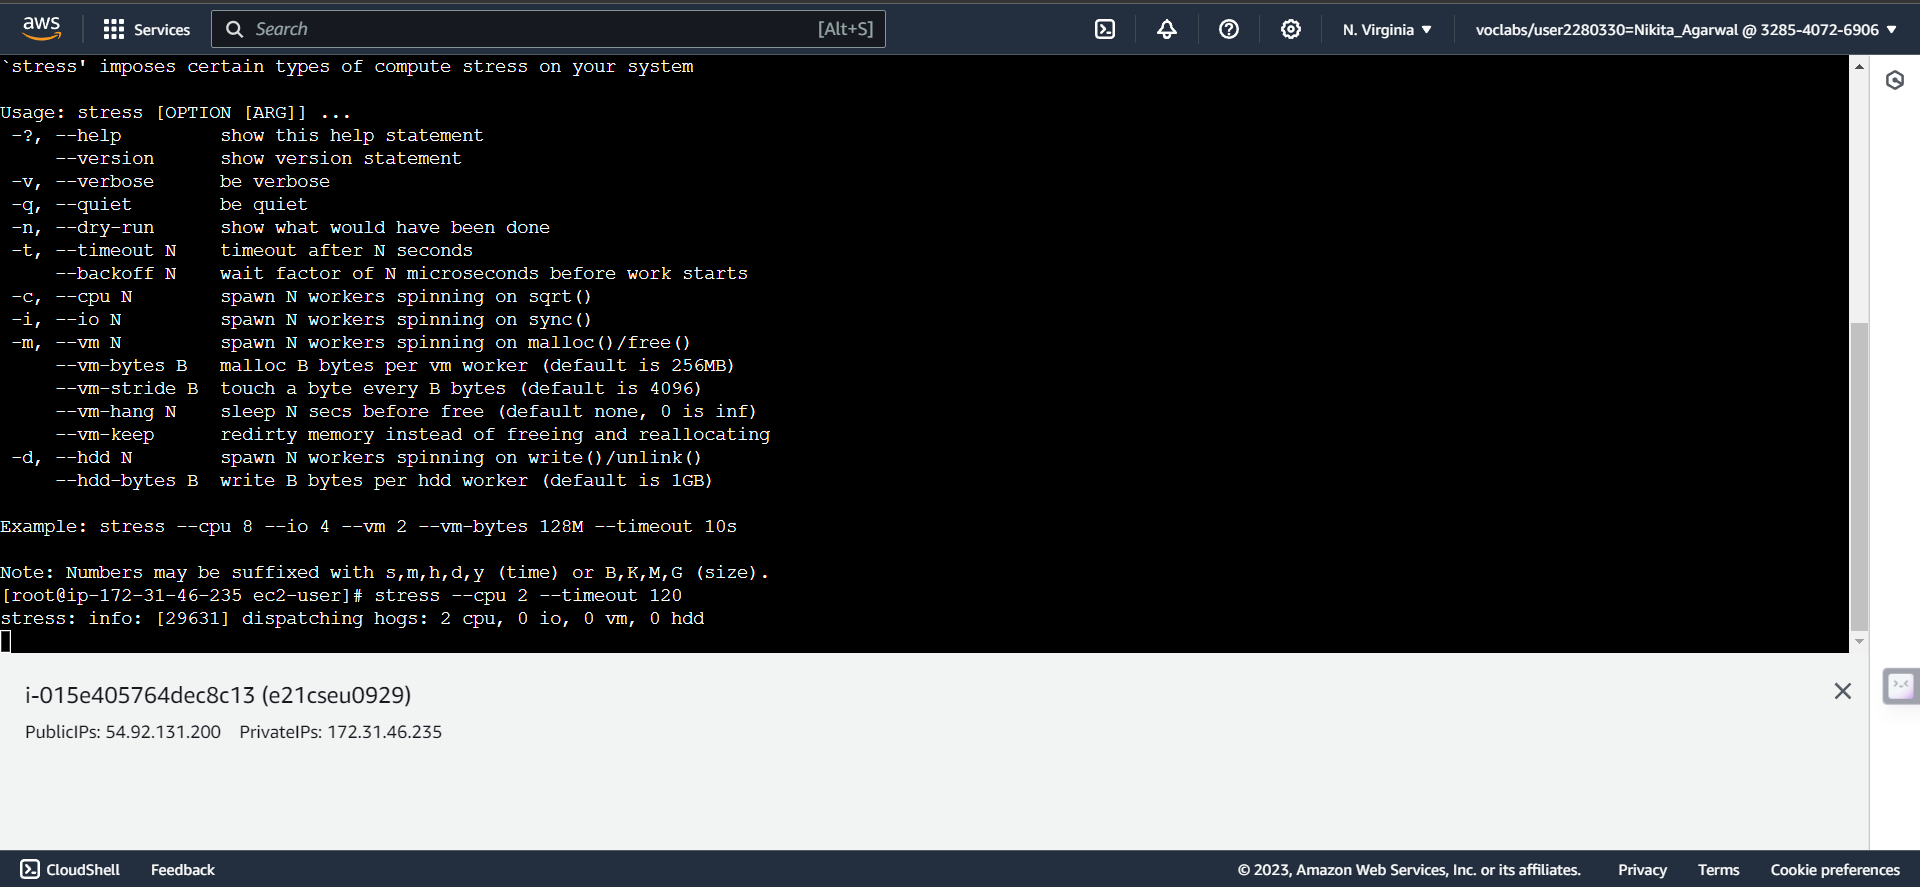 aws Services Search [Alt+S] N. Virginia voclabs/user2280330=Nikita_Agarwal @ 3285-4072-6906
`stress' imposes certain types of compute stress on your system
Usage: stress [OPTION [ARG]] ...
-?, --help show this help statement
--version show version statement
-v, --verbose be verbose
-q, --quiet be quiet
-n, --dry-run show what would have been done
-t, --timeout N timeout after N seconds
--backoff N wait factor of N microseconds before work starts
-c, --cpu N spawn N workers spinning on sqrt()
-i, --io N spawn N workers spinning on sync()
-m, --vm N spawn N workers spinning on malloc()/free()
--vm-bytes B malloc B bytes per vm worker (default is 256MB)
--vm-stride B touch a byte every B bytes (default is 4096)
--vm-hang N sleep N secs before free (default none, 0 is inf)
--vm-keep redirty memory instead of freeing and reallocating
-d, --hdd N spawn N workers spinning on write()/unlink()
--hdd-bytes B write B bytes per hdd worker (default is 1GB)
Example: stress --cpu 8 --io 4 --vm 2 --vm-bytes 128M --timeout 10s
Note: Numbers may be suffixed with s,m,h,d,y (time) or B,K,M,G (size).
[root@ip-172-31-46-235 ec2-user]# stress --cpu 2 --timeout 120
stress: info: [29631] dispatching hogs: 2 cpu, 0 io, 0 vm, 0 hdd
i-015e405764dec8c13 (e21cseu0929)
PublicIPs: 54.92.131.200 PrivateIPs: 172.31.46.235
CloudShell Feedback © 2023, Amazon Web Services, Inc. or its affiliates. Privacy Terms Cookie preferences